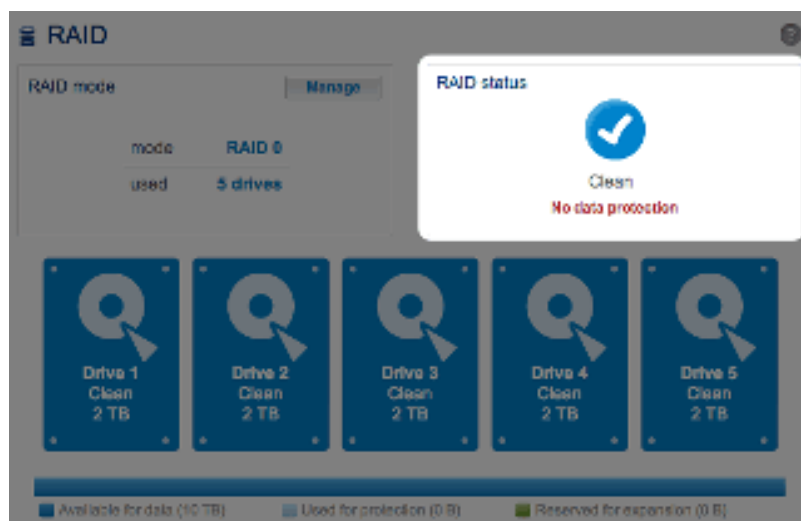 RAID
RAID mode
Manage
mode RAID 0
used 5 drives
RAID status
Clean
No data protection
Drive 1
Clean
2 TB
Drive 2
Clean
2 TB
Drive 3
Clean
2 TB
Drive 4
Clean
2 TB
Drive 5
Clean
2 TB
Available for data (10 TB) Used for protection (0 B) Reserved for expansion (0 B)